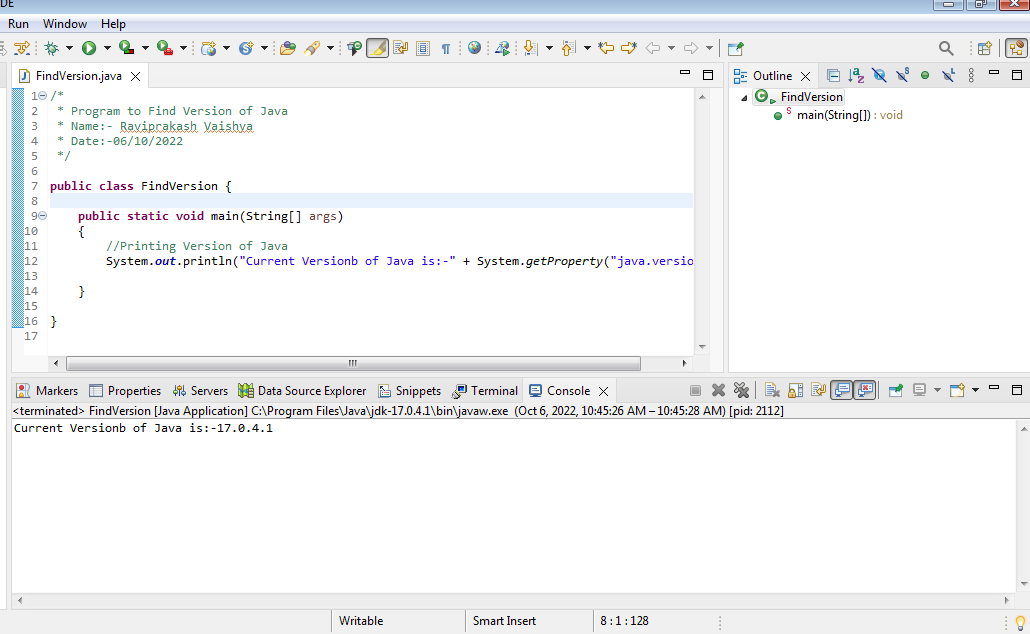 DE
Run Window Help
FindVersion.java
1 /*
2 * Program to Find Version of Java
3 * Name:- Raviprakash Vaishya
4 * Date:-06/10/2022
5 */
6
7 public class FindVersion {
8
9 public static void main(String[] args)
10 {
11 //Printing Version of Java
12 System.out.println("Current Versionb of Java is:-" + System.getProperty("java.versio
13
14 }
15
16 }
17
Outline
FindVersion
main(String[]) : void
Markers Properties Servers Data Source Explorer Snippets Terminal Console
<terminated> FindVersion [Java Application] C:\Program Files\Java\jdk-17.0.4.1\bin\javaw.exe (Oct 6, 2022, 10:45:26 AM – 10:45:28 AM) [pid: 2112]
Current Versionb of Java is:-17.0.4.1
Writable Smart Insert 8 : 1 : 128